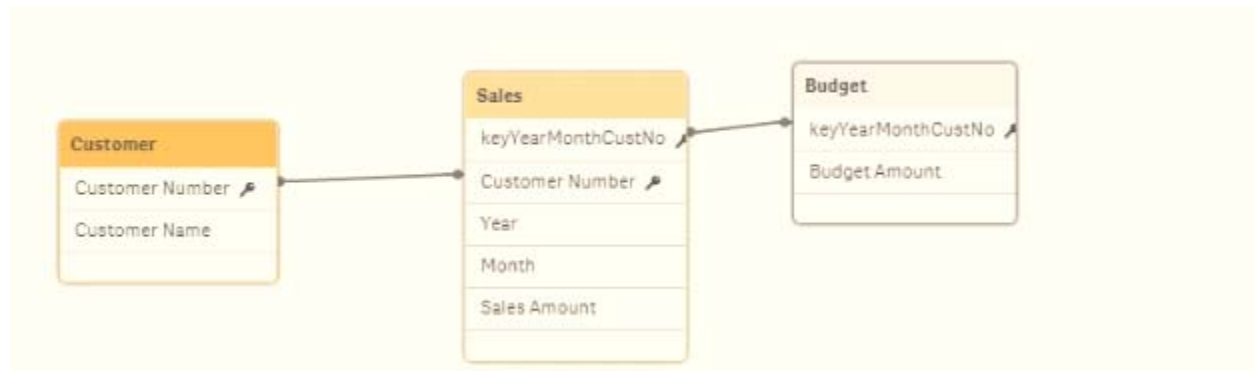 Customer
Customer Number
Customer Name
Sales
keyYearMonthCustNo
Customer Number
Year
Month
Sales Amount
Budget
keyYearMonthCustNo
Budget Amount